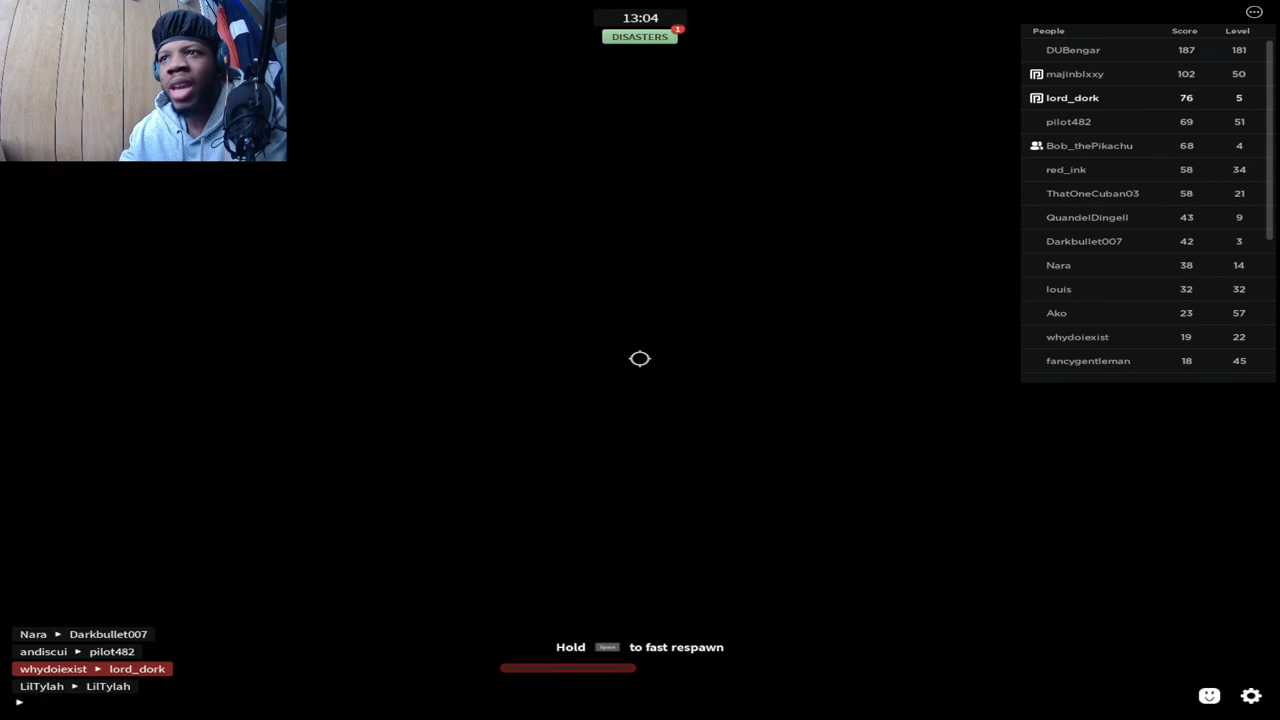 13:04
DISASTERS 1
People Score Level
DUBengar 187 181
majinblxxy 102 50
lord_dork 76 5
pilot482 69 51
Bob_thePikachu 68 4
red_ink 58 34
ThatOneCuban03 58 21
QuandelDingell 43 9
Darkbullet007 42 3
Nara 38 14
louis 32 32
Ako 23 57
whydoiexist 19 22
fancygentleman 18 45
Nara ► Darkbullet007
andiscui ► pilot482
whydoiexist ► lord_dork
LilTylah ► LilTylah
►
Hold Space to fast respawn